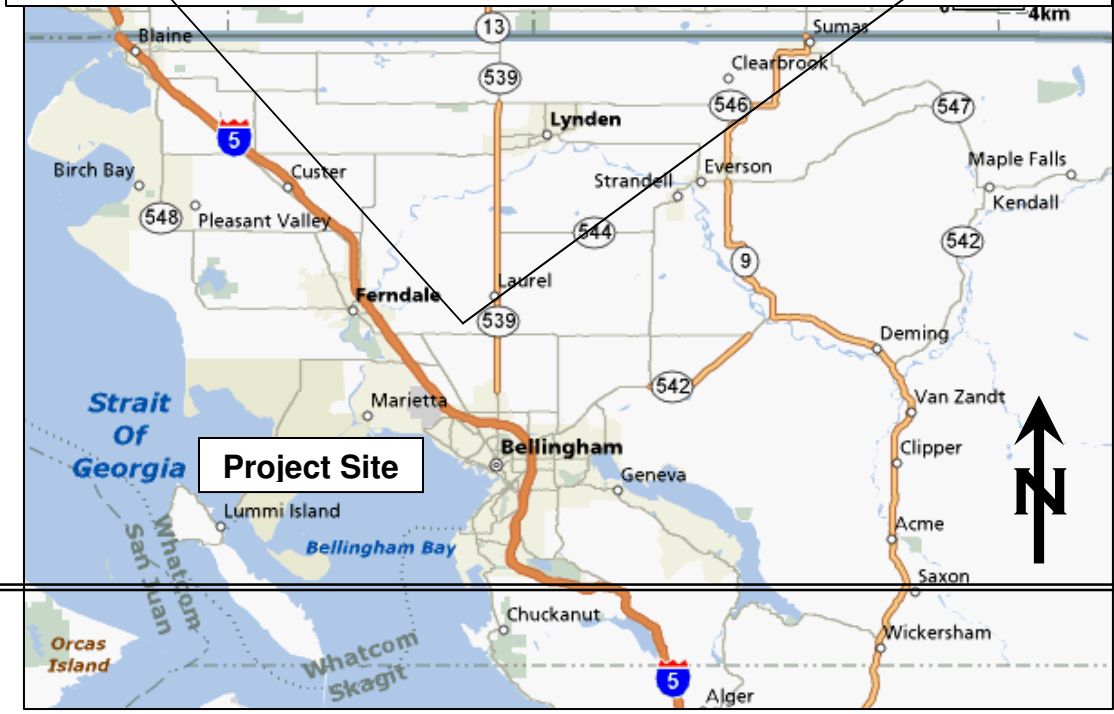 4km
13
Sumas
Blaine
Clearbrook
539
546
547
Lynden
5
Maple Falls
Birch Bay
Custer
Strandell
Everson
Kendall
548
Pleasant Valley
544
542
9
Laurel
Ferndale
539
Deming
542
Van Zandt
Marietta
Strait
Of
Georgia
Project Site
Bellingham
Clipper
Geneva
N
Lummi Island
Acme
Whatcom
San Juan
Bellingham Bay
Saxon
Chuckanut
Wickersham
Orcas
Island
Whatcom
Skagit
5
Alger